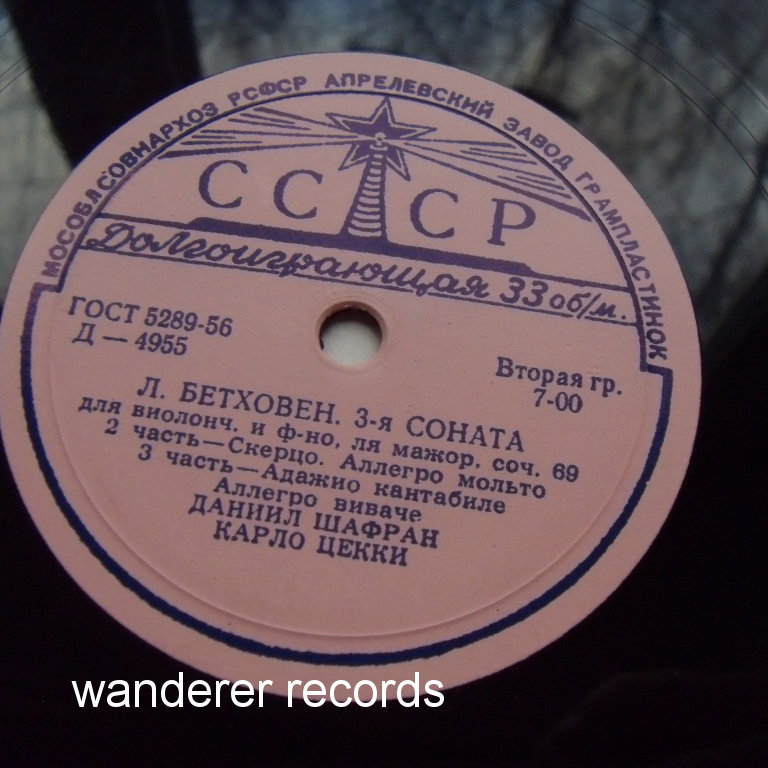 МОСОБЛСОВНАРХОЗ РСФСР АПРЕЛЕВСКИЙ ЗАВОД ГРАМПЛАСТИНОК
СССР
Долгоиграющая 33 об/м.
ГОСТ 5289-56
Д — 4955
Вторая гр.
7-00
Л. БЕТХОВЕН. 3-я СОНАТА
для виолонч. и ф-но, ля мажор, соч. 69
2 часть—Скерцо. Аллегро мольто
3 часть—Адажио кантабиле
Аллегро виваче
ДАНИИЛ ШАФРАН
КАРЛО ЦЕККИ
wanderer records